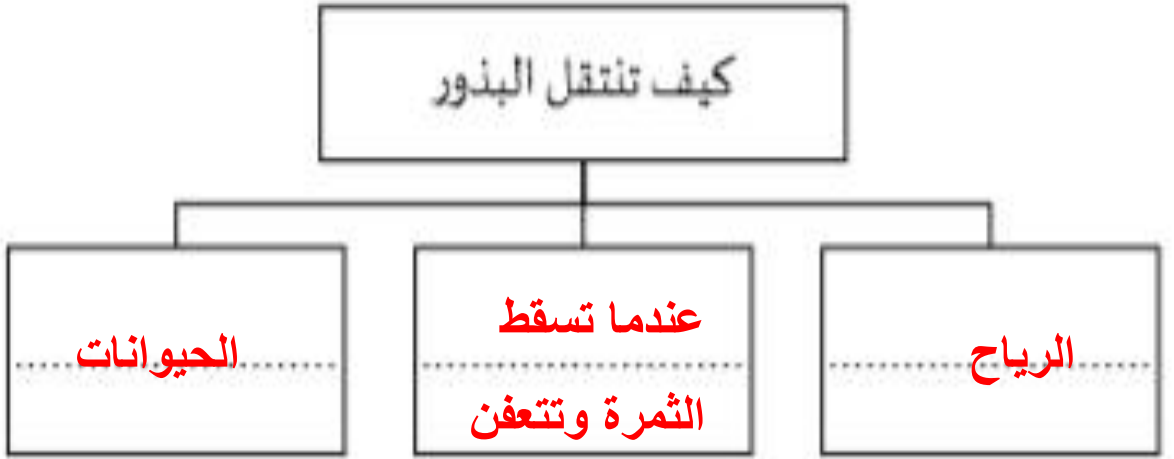 كيف تنتقل البذور
الرياح
عندما تسقط
الثمرة وتتعفن
الحيوانات